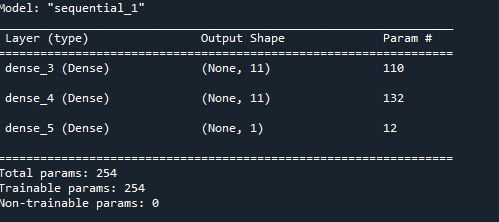 Model: "sequential_1"
_________________________________________________________________
Layer (type) Output Shape Param #
=================================================================
dense_3 (Dense) (None, 11) 110
dense_4 (Dense) (None, 11) 132
dense_5 (Dense) (None, 1) 12
=================================================================
Total params: 254
Trainable params: 254
Non-trainable params: 0